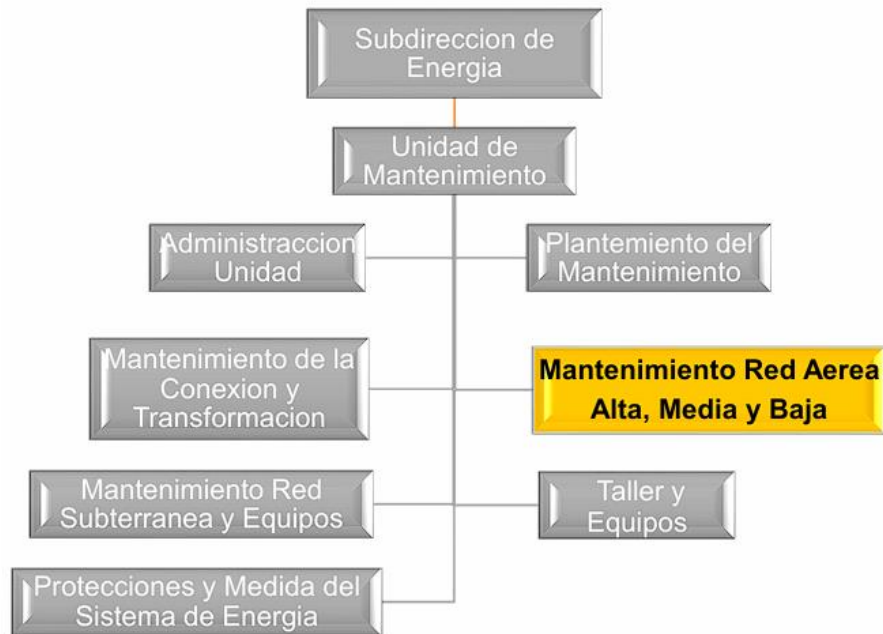 Subdireccion de
Energia
Unidad de
Mantenimiento
Administraccion
Unidad
Plantemiento del
Mantenimiento
Mantenimiento de la
Conexion y
Transformacion
Mantenimiento Red Aerea
Alta, Media y Baja
Mantenimiento Red
Subterranea y Equipos
Taller y
Equipos
Protecciones y Medida del
Sistema de Energia